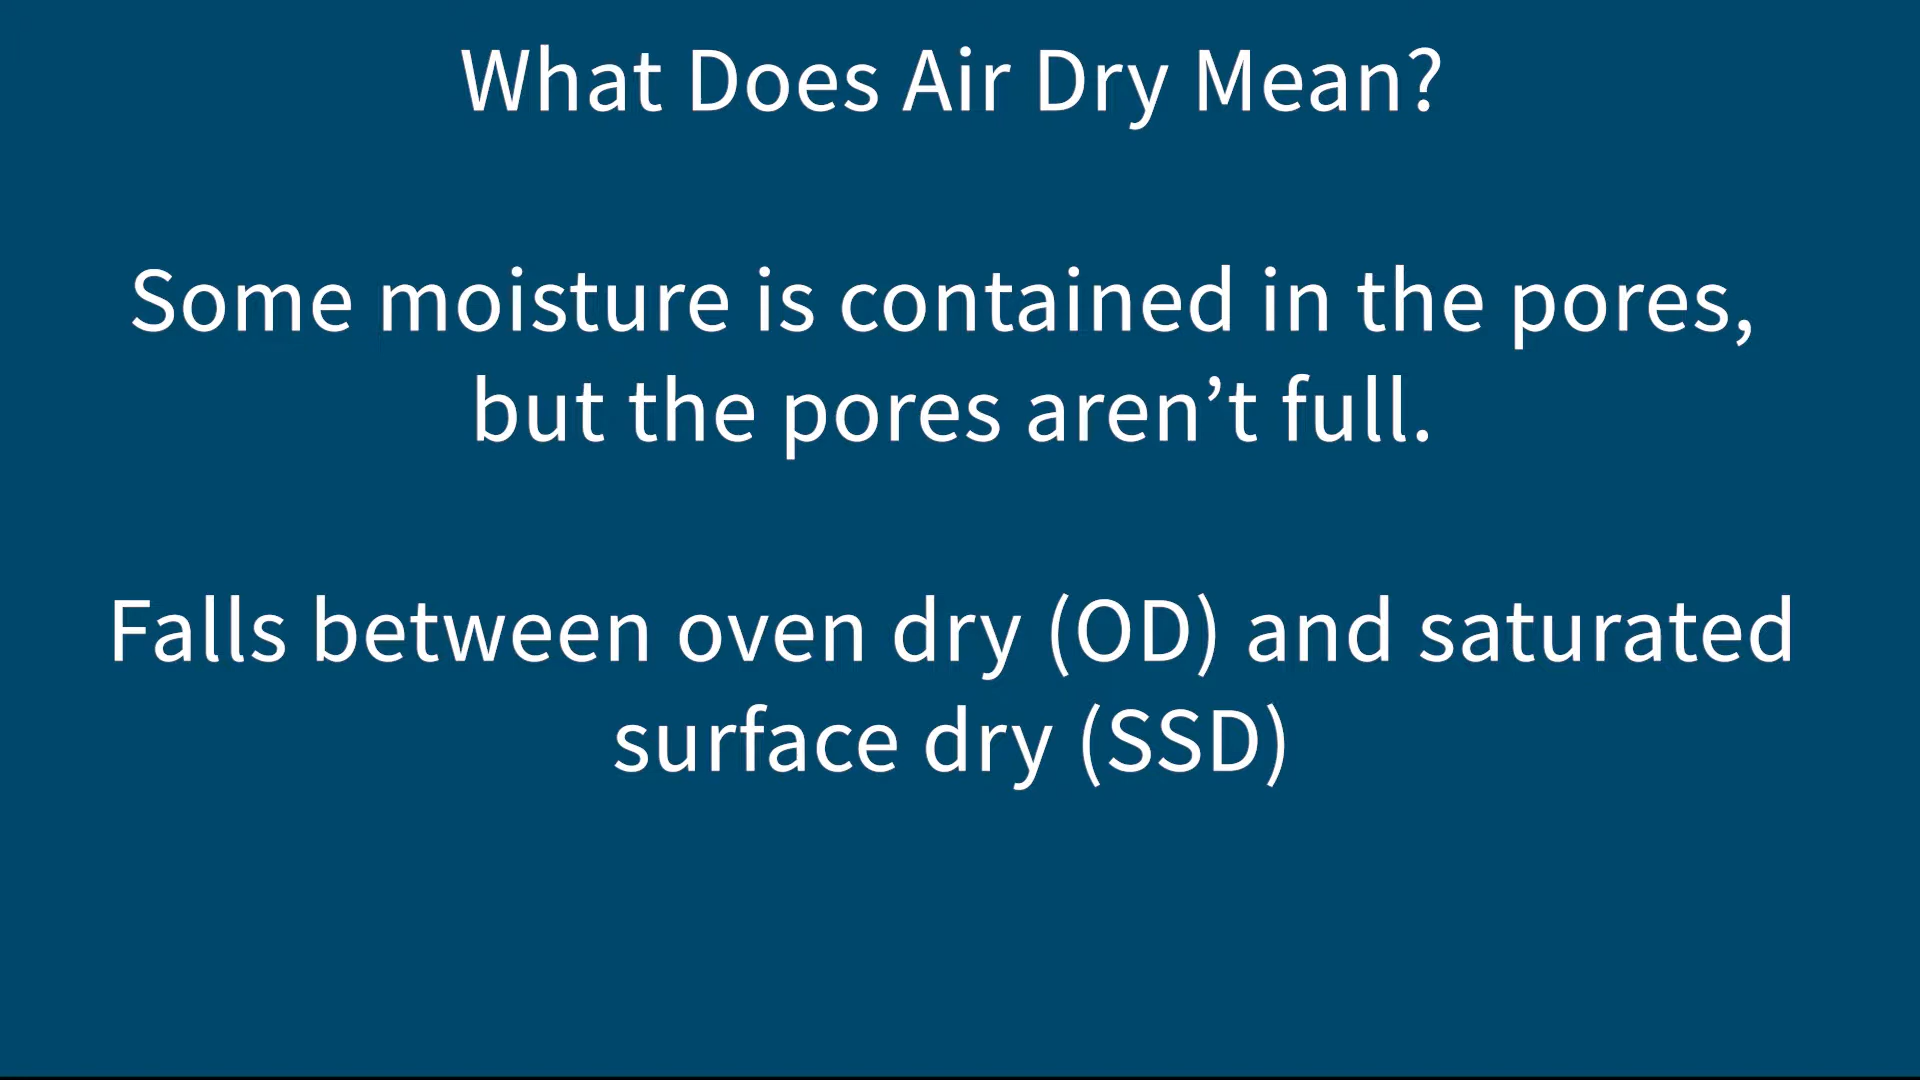 What Does Air Dry Mean?
Some moisture is contained in the pores,
but the pores aren’t full.
Falls between oven dry (OD) and saturated
surface dry (SSD)